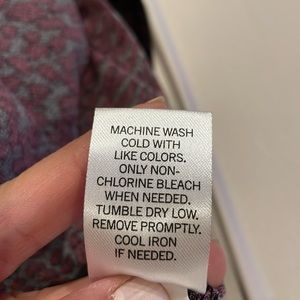 MACHINE WASH
COLD WITH
LIKE COLORS.
ONLY NON-
CHLORINE BLEACH
WHEN NEEDED.
TUMBLE DRY LOW.
REMOVE PROMPTLY.
COOL IRON
IF NEEDED.